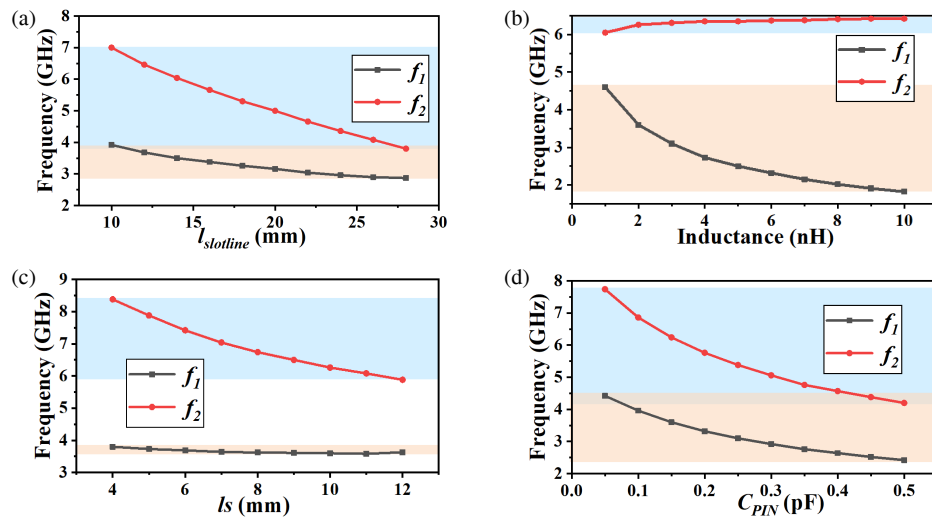 (a)
Frequency (GHz)
8
7
6
5
4
3
2
f1
f2
10 15 20 25 30
lslotline (mm)
(b)
Frequency (GHz)
6
5
4
3
2
f1
f2
0 2 4 6 8 10
Inductance (nH)
(c)
Frequency (GHz)
9
8
7
6
5
4
3
f1
f2
4 6 8 10 12
ls (mm)
(d)
Frequency (GHz)
8
7
6
5
4
3
2
f1
f2
0.0 0.1 0.2 0.3 0.4 0.5
CPIN (pF)